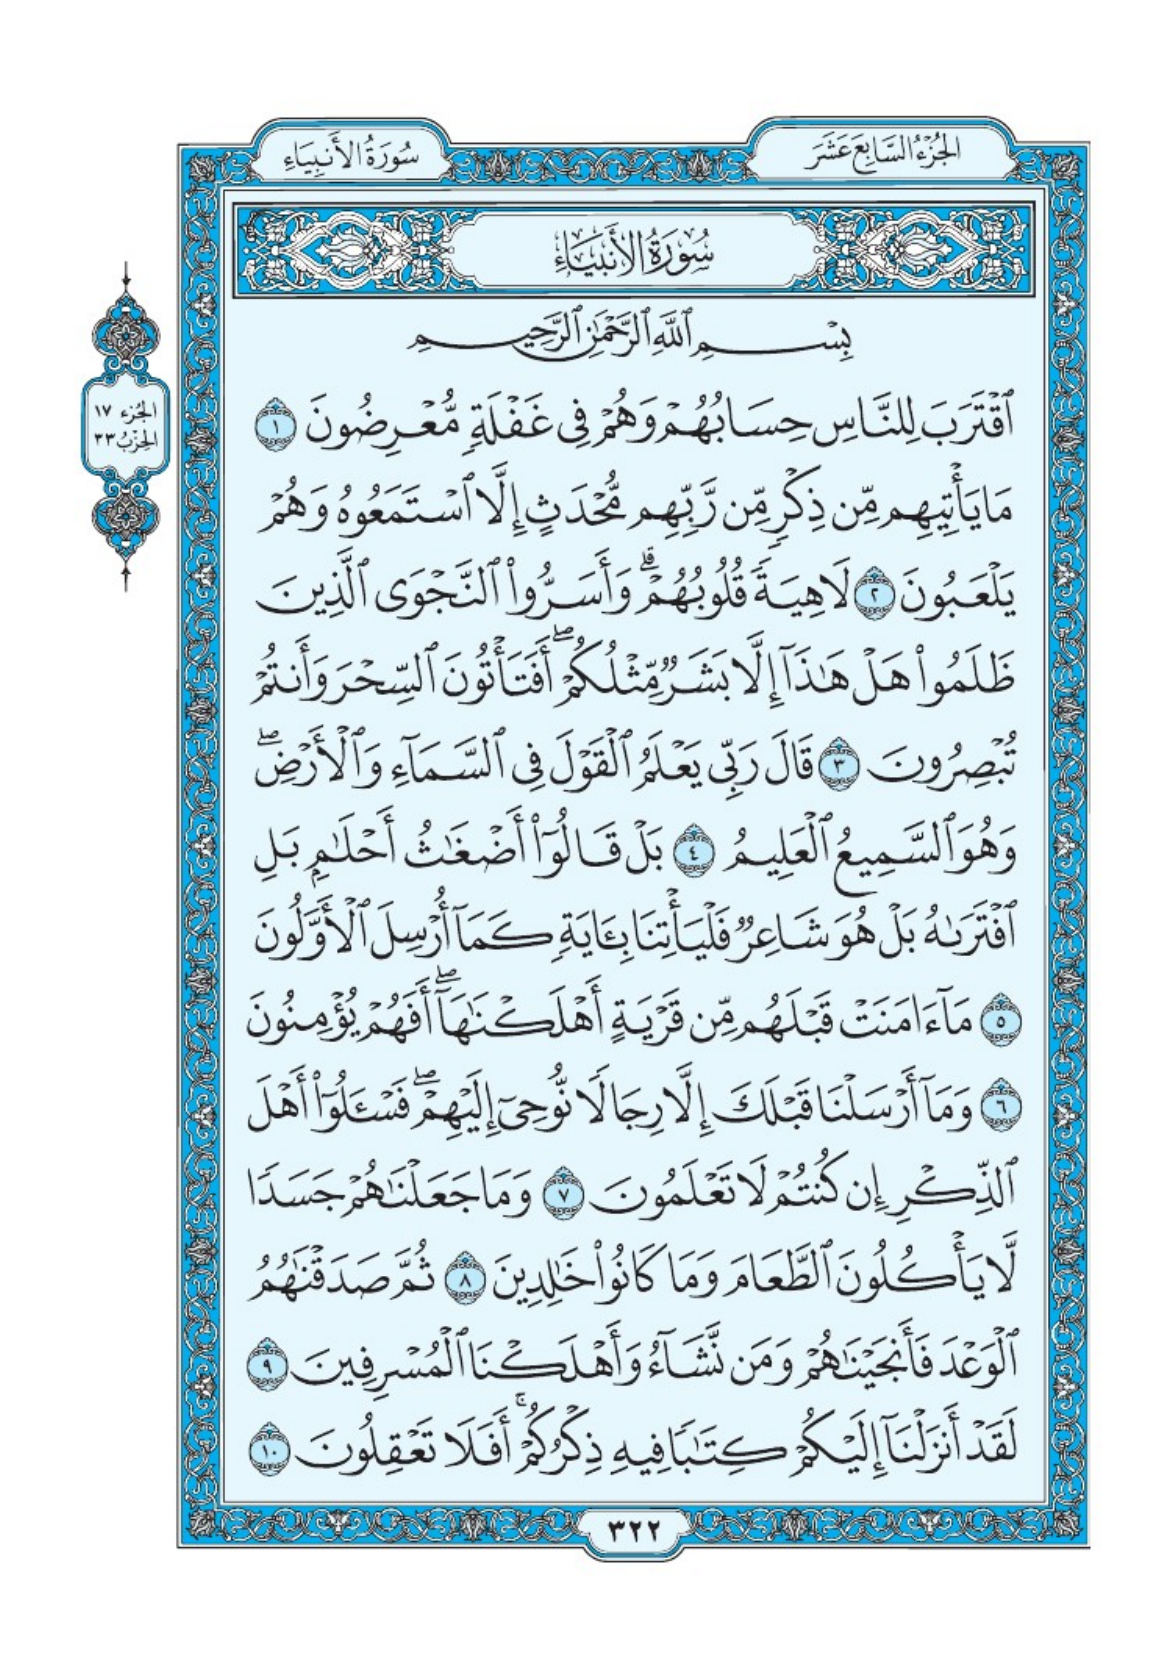 الجُزْءُ السَّابِعَ عَشَرَ
سُورَةُ الأَنبِيَاءِ
سُورَةُ الأَنبِيَاءِ
بِسْمِ ٱللَّهِ ٱلرَّحْمَٰنِ ٱلرَّحِيمِ
ٱقْتَرَبَ لِلنَّاسِ حِسَابُهُمْ وَهُمْ فِى غَفْلَةٍ مُّعْرِضُونَ ١
مَا يَأْتِيهِم مِّن ذِكْرٍ مِّن رَّبِّهِم مُّحْدَثٍ إِلَّا ٱسْتَمَعُوهُ وَهُمْ
يَلْعَبُونَ ٢ لَاهِيَةً قُلُوبُهُمْ ۗ وَأَسَرُّوا۟ ٱلنَّجْوَى ٱلَّذِينَ
ظَلَمُوا۟ هَلْ هَٰذَآ إِلَّا بَشَرٌ مِّثْلُكُمْ ۖ أَفَتَأْتُونَ ٱلسِّحْرَ وَأَنتُمْ
تُبْصِرُونَ ٣ قَالَ رَبِّى يَعْلَمُ ٱلْقَوْلَ فِى ٱلسَّمَآءِ وَٱلْأَرْضِ ۖ
وَهُوَ ٱلسَّمِيعُ ٱلْعَلِيمُ ٤ بَلْ قَالُوٓا۟ أَضْغَٰثُ أَحْلَٰمٍۭ بَلِ
ٱفْتَرَىٰهُ بَلْ هُوَ شَاعِرٌ فَلْيَأْتِنَا بِـَٔايَةٍ كَمَآ أُرْسِلَ ٱلْأَوَّلُونَ
٥ مَآ ءَامَنَتْ قَبْلَهُم مِّن قَرْيَةٍ أَهْلَكْنَٰهَآ ۖ أَفَهُمْ يُؤْمِنُونَ
٦ وَمَآ أَرْسَلْنَا قَبْلَكَ إِلَّا رِجَالًا نُّوحِىٓ إِلَيْهِمْ ۖ فَسْـَٔلُوٓا۟ أَهْلَ
ٱلذِّكْرِ إِن كُنتُمْ لَا تَعْلَمُونَ ٧ وَمَا جَعَلْنَٰهُمْ جَسَدًا
لَّا يَأْكُلُونَ ٱلطَّعَامَ وَمَا كَانُوا۟ خَٰلِدِينَ ٨ ثُمَّ صَدَقْنَٰهُمُ
ٱلْوَعْدَ فَأَنجَيْنَٰهُمْ وَمَن نَّشَآءُ وَأَهْلَكْنَا ٱلْمُسْرِفِينَ ٩
لَقَدْ أَنزَلْنَآ إِلَيْكُمْ كِتَٰبًا فِيهِ ذِكْرُكُمْ ۖ أَفَلَا تَعْقِلُونَ ١٠
الجُزء ١٧
الحِزبُ ٣٣
٣٢٢